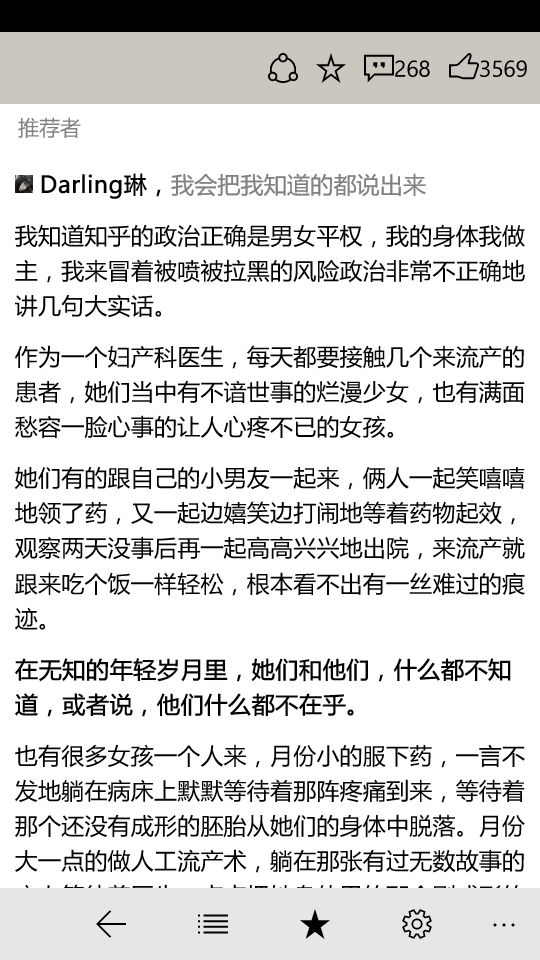 268
3569
推荐者
Darling琳，我会把我知道的都说出来
我知道知乎的政治正确是男女平权，我的身体我做
主，我来冒着被喷被拉黑的风险政治非常不正确地
讲几句大实话。
作为一个妇产科医生，每天都要接触几个来流产的
患者，她们当中有不谙世事的烂漫少女，也有满面
愁容一脸心事的让人心疼不已的女孩。
她们有的跟自己的小男友一起来，俩人一起笑嘻嘻
地领了药，又一起边嬉笑边打闹地等着药物起效，
观察两天没事后再一起高高兴兴地出院，来流产就
跟来吃个饭一样轻松，根本看不出有一丝难过的痕
迹。
在无知的年轻岁月里，她们和他们，什么都不知
道，或者说，他们什么都不在乎。
也有很多女孩一个人来，月份小的服下药，一言不
发地躺在病床上默默等待着那阵疼痛到来，等待着
那个还没有成形的胚胎从她们的身体中脱落。月份
大一点的做人工流产术，躺在那张有过无数故事的